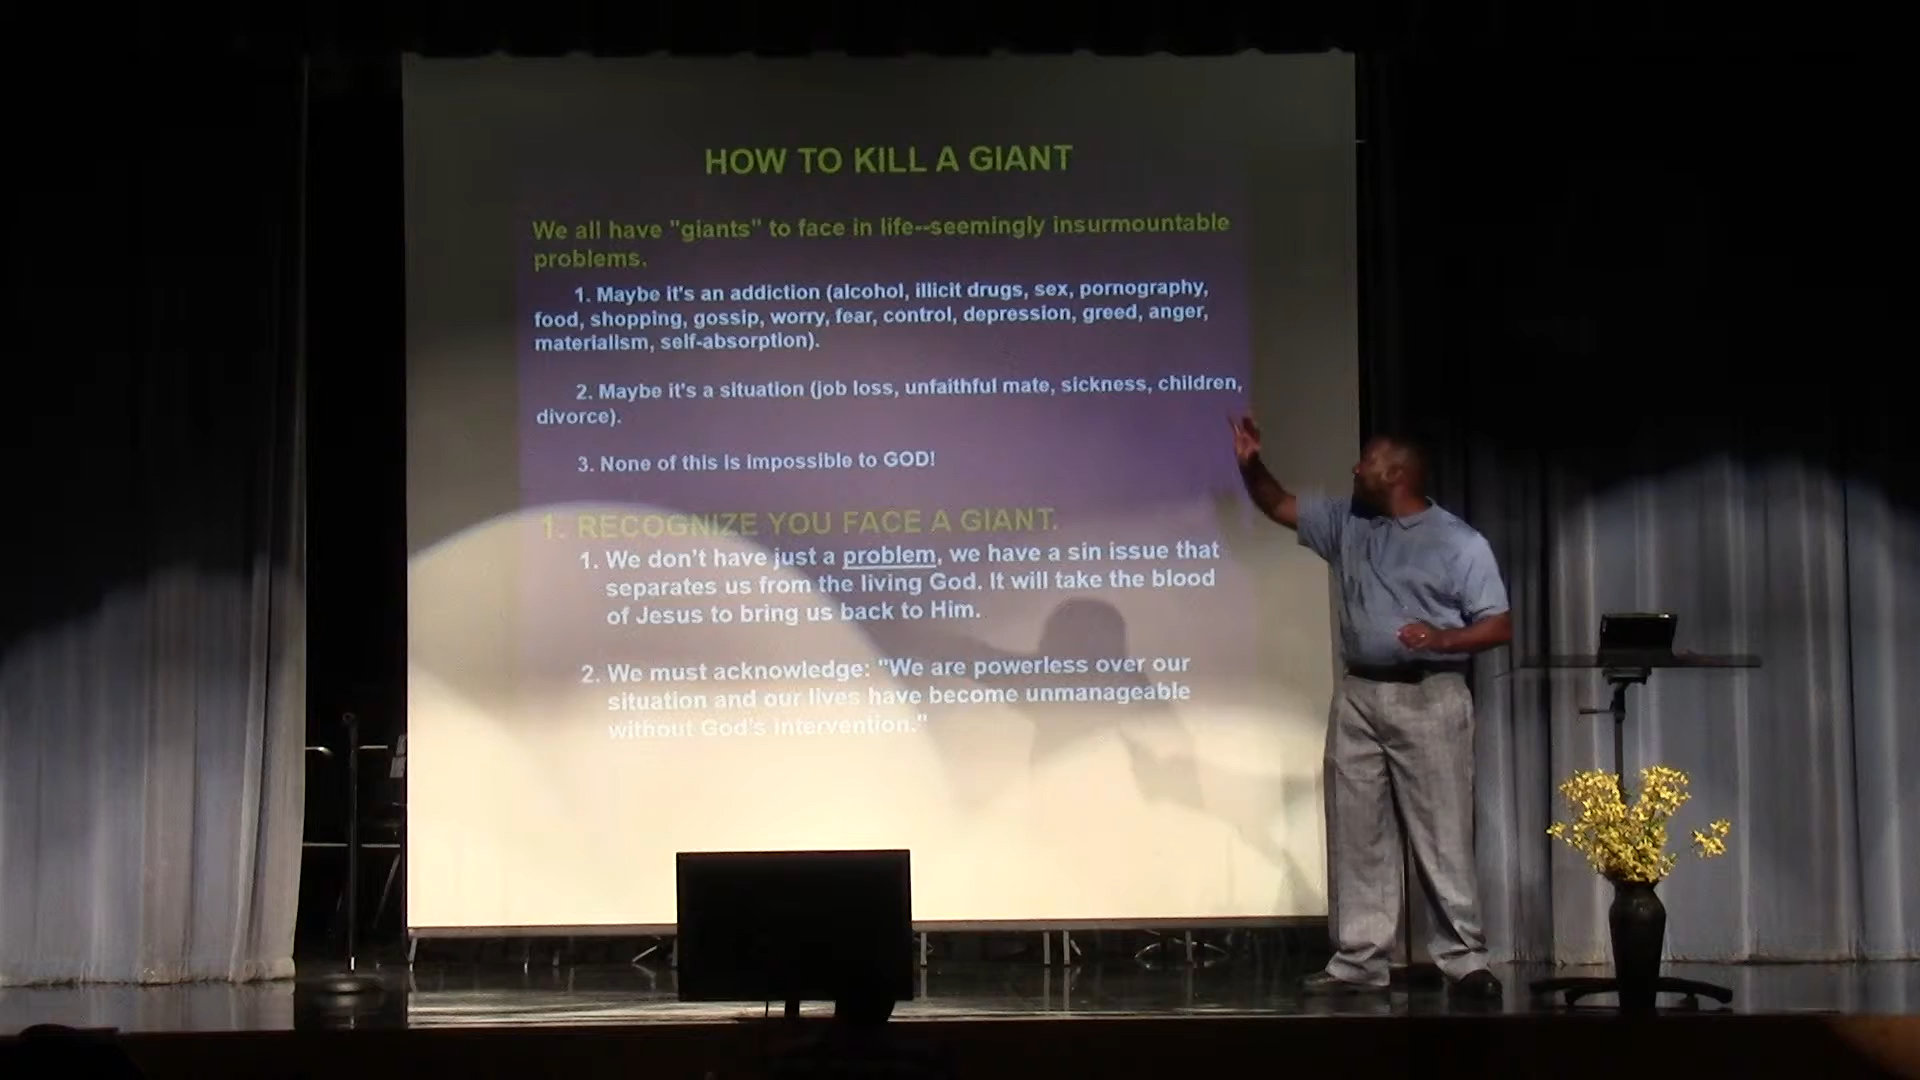 HOW TO KILL A GIANT
We all have "giants" to face in life--seemingly insurmountable
problems.
1. Maybe it's an addiction (alcohol, illicit drugs, sex, pornography,
food, shopping, gossip, worry, fear, control, depression, greed, anger,
materialism, self-absorption).
2. Maybe it's a situation (job loss, unfaithful mate, sickness, children,
divorce).
3. None of this is impossible to GOD!
1. RECOGNIZE YOU FACE A GIANT.
1. We don't have just a problem, we have a sin issue that
separates us from the living God. It will take the blood
of Jesus to bring us back to Him.
2. We must acknowledge: "We are powerless over our
situation and our lives have become unmanageable
without God's intervention."